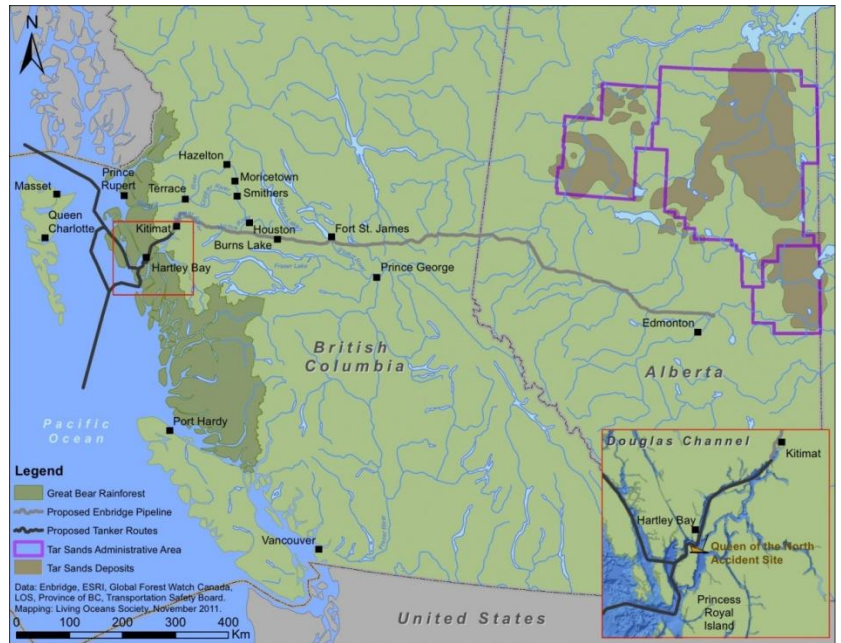 N
Hazelton
Moricetown
Smithers
Terrace
Prince
Rupert
Masset
Queen
Charlotte
Kitimat
Houston
Burns Lake
Fort St. James
Hartley Bay
Fraser Lake
Prince George
Edmonton
British
Columbia
Alberta
Pacific
Ocean
Port Hardy
Vancouver
United States
Legend
Great Bear Rainforest
Proposed Enbridge Pipeline
Proposed Tanker Routes
Tar Sands Administrative Area
Tar Sands Deposits
Data: Enbridge, ESRI, Global Forest Watch Canada,
LOS, Province of BC, Transportation Safety Board.
Mapping: Living Oceans Society, November 2011.
0 100 200 300 400
Km
Douglas Channel
Kitimat
Hartley Bay
Queen of the North
Accident Site
Princess
Royal
Island